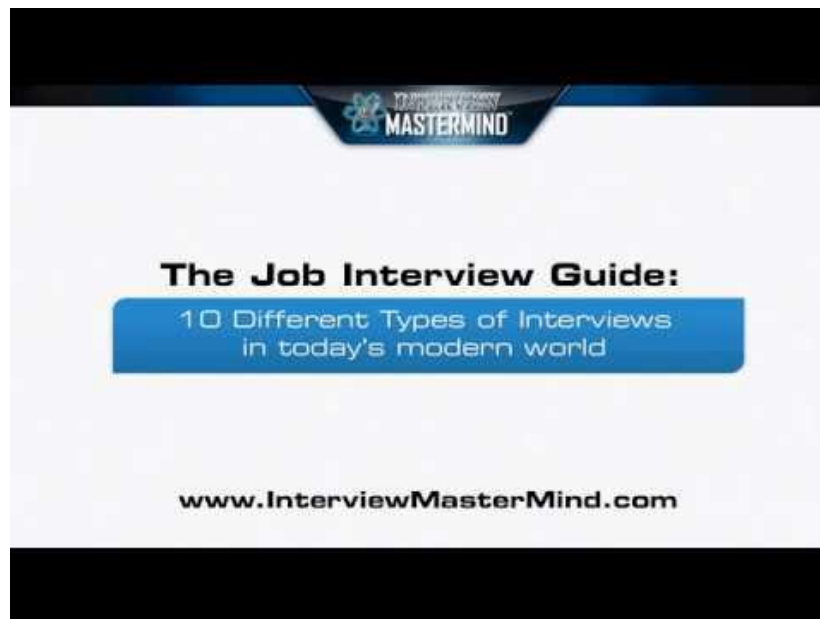 MASTERMIND
The Job Interview Guide:
10 Different Types of Interviews
in today's modern world
www.InterviewMasterMind.com